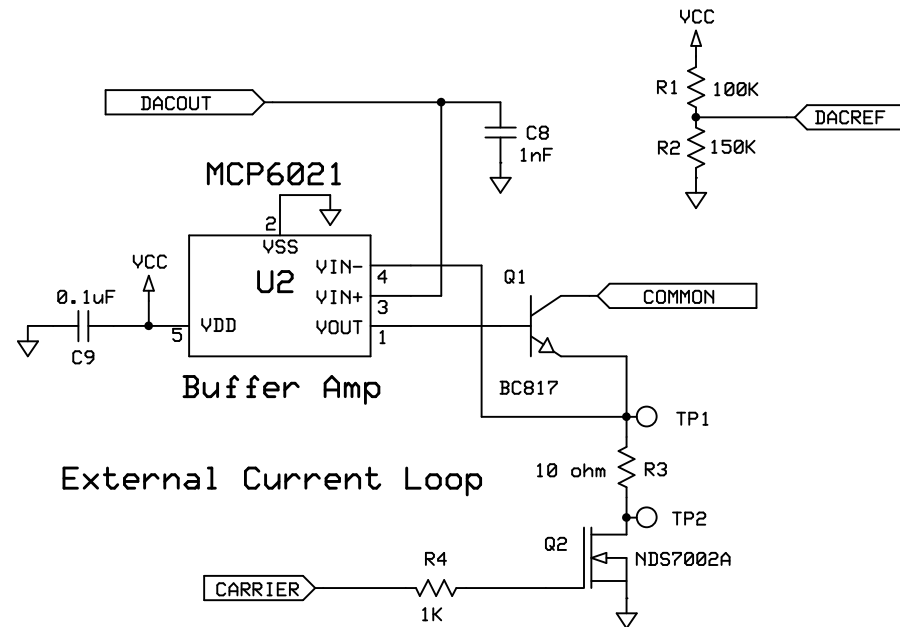 VCC
R1
100K
DACOUT
DACREF
C8
1nF
R2
150K
MCP6021
2
VSS
VCC
U2
VIN-
4
Q1
0.1uF
VIN+
3
COMMON
5
VDD
VOUT
1
C9
Buffer Amp
BC817
TP1
External Current Loop
10 ohm
R3
TP2
Q2
R4
NDS7002A
CARRIER
1K